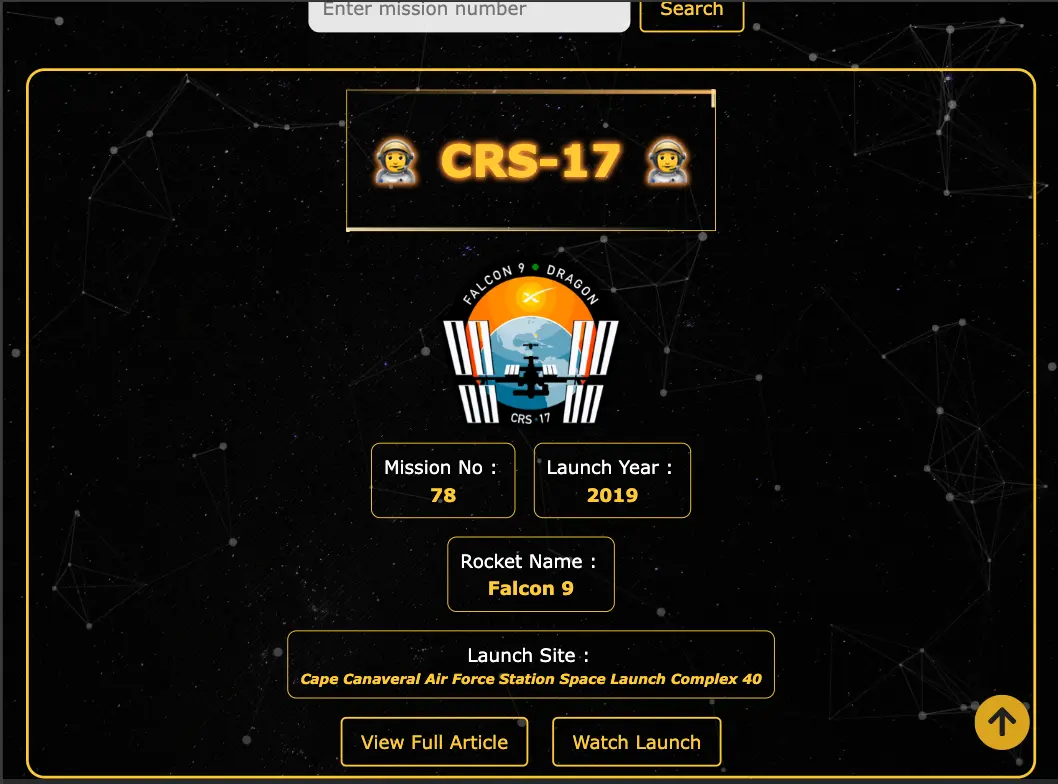 Enter mission number
Search
CRS-17
FALCON 9 DRAGON
CRS-17
Mission No :
78
Launch Year :
2019
Rocket Name :
Falcon 9
Launch Site :
Cape Canaveral Air Force Station Space Launch Complex 40
View Full Article
Watch Launch